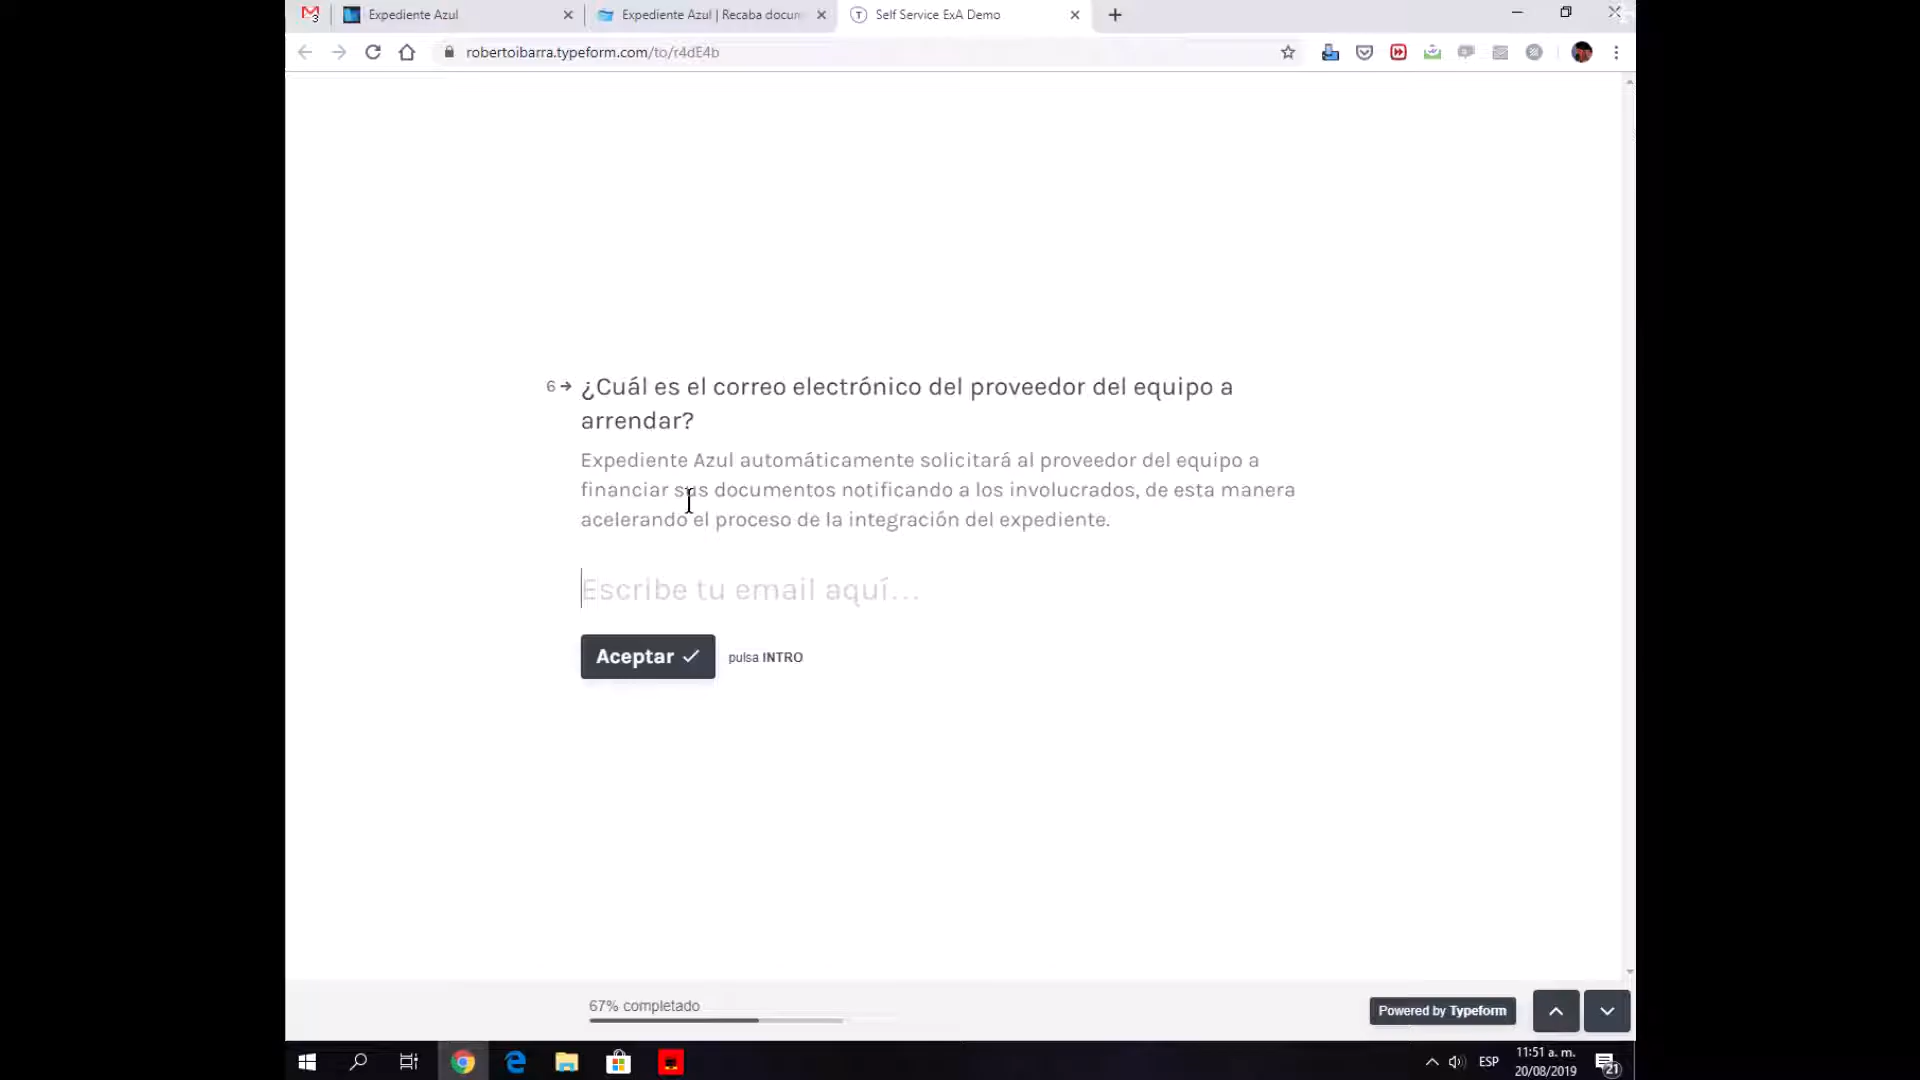 Expediente Azul
Expediente Azul | Recaba docum
Self Service ExA Demo
robertoibarra.typeform.com/to/r4dE4b
6 ¿Cuál es el correo electrónico del proveedor del equipo a
arrendar?
Expediente Azul automáticamente solicitará al proveedor del equipo a
financiar sus documentos notificando a los involucrados, de esta manera
acelerando el proceso de la integración del expediente.
Escribe tu email aquí...
Aceptar pulsa INTRO
67% completado
Powered by Typeform
ESP
11:51 a. m.
20/08/2019
21